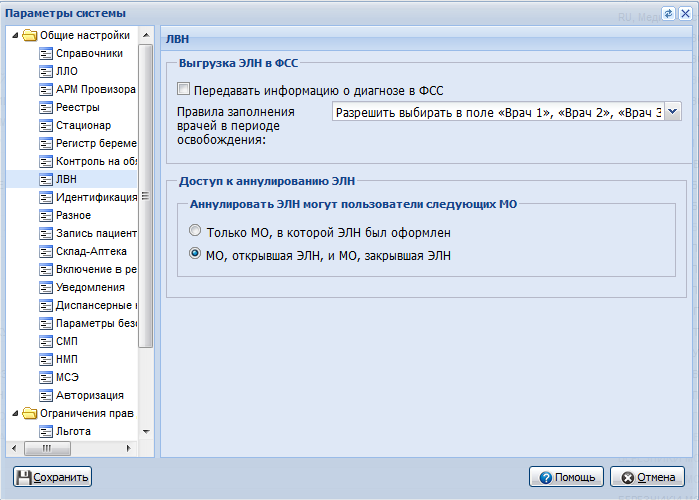 Параметры системы
Общие настройки
Справочники
ЛЛО
АРМ Провизора
Реестры
Стационар
Регистр береме
Контроль на обя
ЛВН
Идентификация
Разное
Запись пациент
Склад-Аптека
Включение в ре
Уведомления
Диспансерные
Параметры безо
СМП
НМП
МСЭ
Авторизация
Ограничения прав
Льгота
ЛВН
Выгрузка ЭЛН в ФСС
Передавать информацию о диагнозе в ФСС
Правила заполнения
врачей в периоде
освобождения:
Разрешить выбирать в поле «Врач 1», «Врач 2», «Врач 3
Доступ к аннулированию ЭЛН
Аннулировать ЭЛН могут пользователи следующих МО
Только МО, в которой ЭЛН был оформлен
МО, открывшая ЭЛН, и МО, закрывшая ЭЛН
Сохранить
Помощь
Отмена